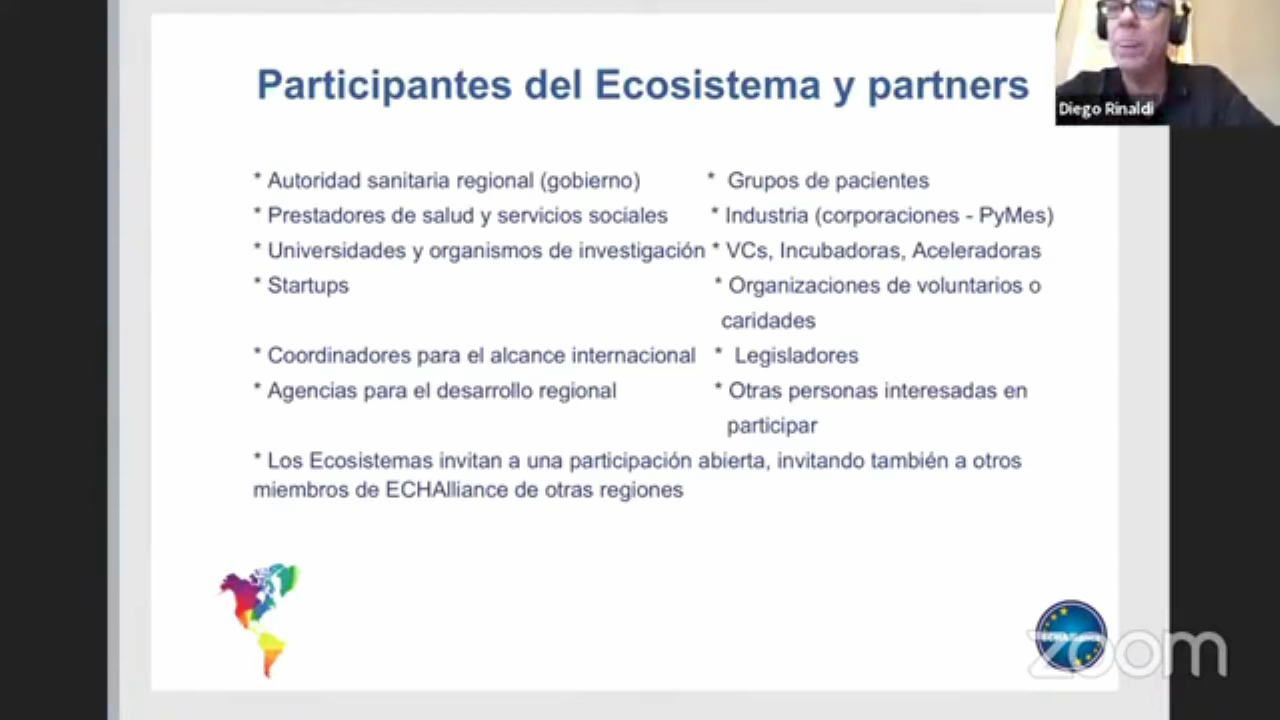 Participantes del Ecosistema y partners
Diego Rinaldi
* Autoridad sanitaria regional (gobierno) * Grupos de pacientes
* Prestadores de salud y servicios sociales * Industria (corporaciones - PyMes)
* Universidades y organismos de investigación * VCs, Incubadoras, Aceleradoras
* Startups * Organizaciones de voluntarios o
caridades
* Coordinadores para el alcance internacional * Legisladores
* Agencias para el desarrollo regional * Otras personas interesadas en
participar
* Los Ecosistemas invitan a una participación abierta, invitando también a otros
miembros de ECHAlliance de otras regiones
zoom